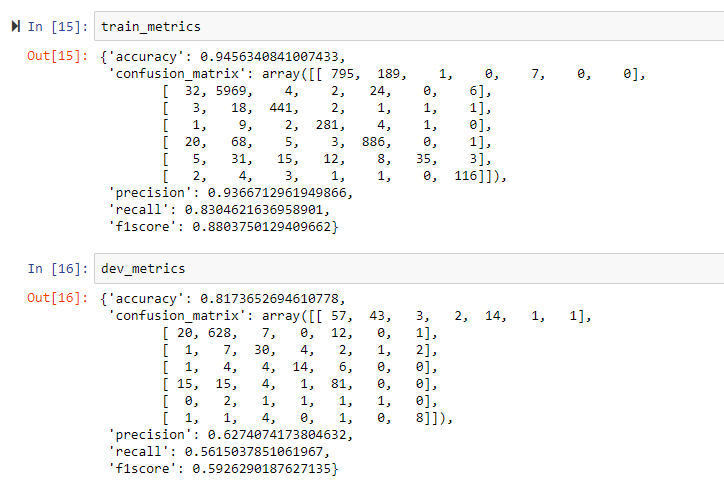 In [15]: train_metrics
Out[15]: {'accuracy': 0.9456340841007433,
'confusion_matrix': array([[ 795, 189, 1, 0, 7, 0, 0],
[ 32, 5969, 4, 2, 24, 0, 6],
[ 3, 18, 441, 2, 1, 1, 1],
[ 1, 9, 2, 281, 4, 1, 0],
[ 20, 68, 5, 3, 886, 0, 1],
[ 5, 31, 15, 12, 8, 35, 3],
[ 2, 4, 3, 1, 1, 0, 116]]),
'precision': 0.9366712961949866,
'recall': 0.8304621636958901,
'f1score': 0.8803750129409662}
In [16]: dev_metrics
Out[16]: {'accuracy': 0.8173652694610778,
'confusion_matrix': array([[ 57, 43, 3, 2, 14, 1, 1],
[ 20, 628, 7, 0, 12, 0, 1],
[ 1, 7, 30, 4, 2, 1, 2],
[ 1, 4, 4, 14, 6, 0, 0],
[ 15, 15, 4, 1, 81, 0, 0],
[ 0, 2, 1, 1, 1, 1, 0],
[ 1, 1, 4, 0, 1, 0, 8]]),
'precision': 0.6274074173804632,
'recall': 0.5615037851061967,
'f1score': 0.5926290187627135}